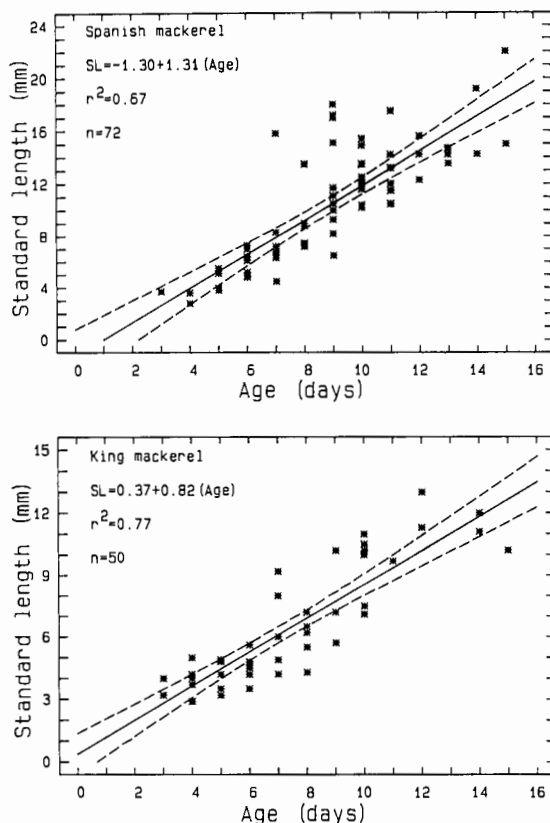 Spanish mackerel
SL=-1.30+1.31(Age)
r²=0.67
n=72
Standard length (mm)
24
20
16
12
8
4
0
0 2 4 6 8 10 12 14 16
Age (days)
King mackerel
SL=0.37+0.82(Age)
r²=0.77
n=50
Standard length (mm)
15
12
9
6
3
0
0 2 4 6 8 10 12 14 16
Age (days)